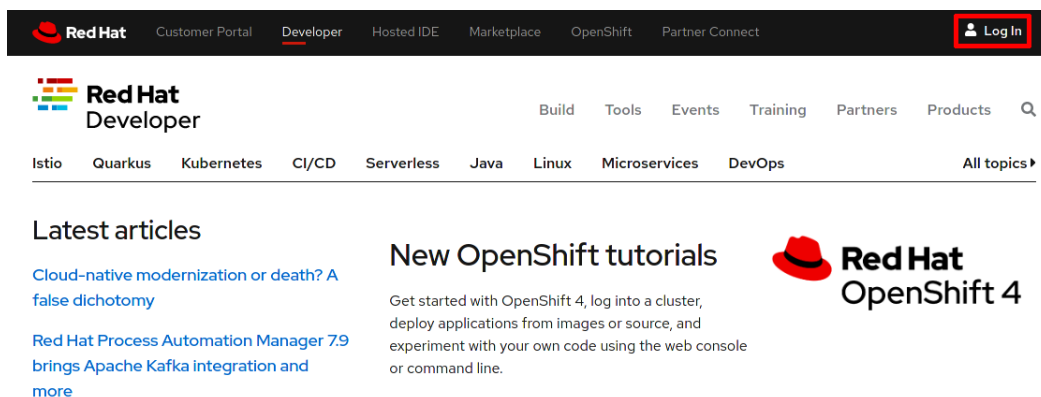 Red Hat Customer Portal Developer Hosted IDE Marketplace OpenShift Partner Connect Log In
Red Hat
Developer
Build Tools Events Training Partners Products
Istio Quarkus Kubernetes CI/CD Serverless Java Linux Microservices DevOps All topics
Latest articles
Cloud-native modernization or death? A
false dichotomy
Red Hat Process Automation Manager 7.9
brings Apache Kafka integration and
more
New OpenShift tutorials
Get started with OpenShift 4, log into a cluster,
deploy applications from images or source, and
experiment with your own code using the web console
or command line.
Red Hat
OpenShift 4